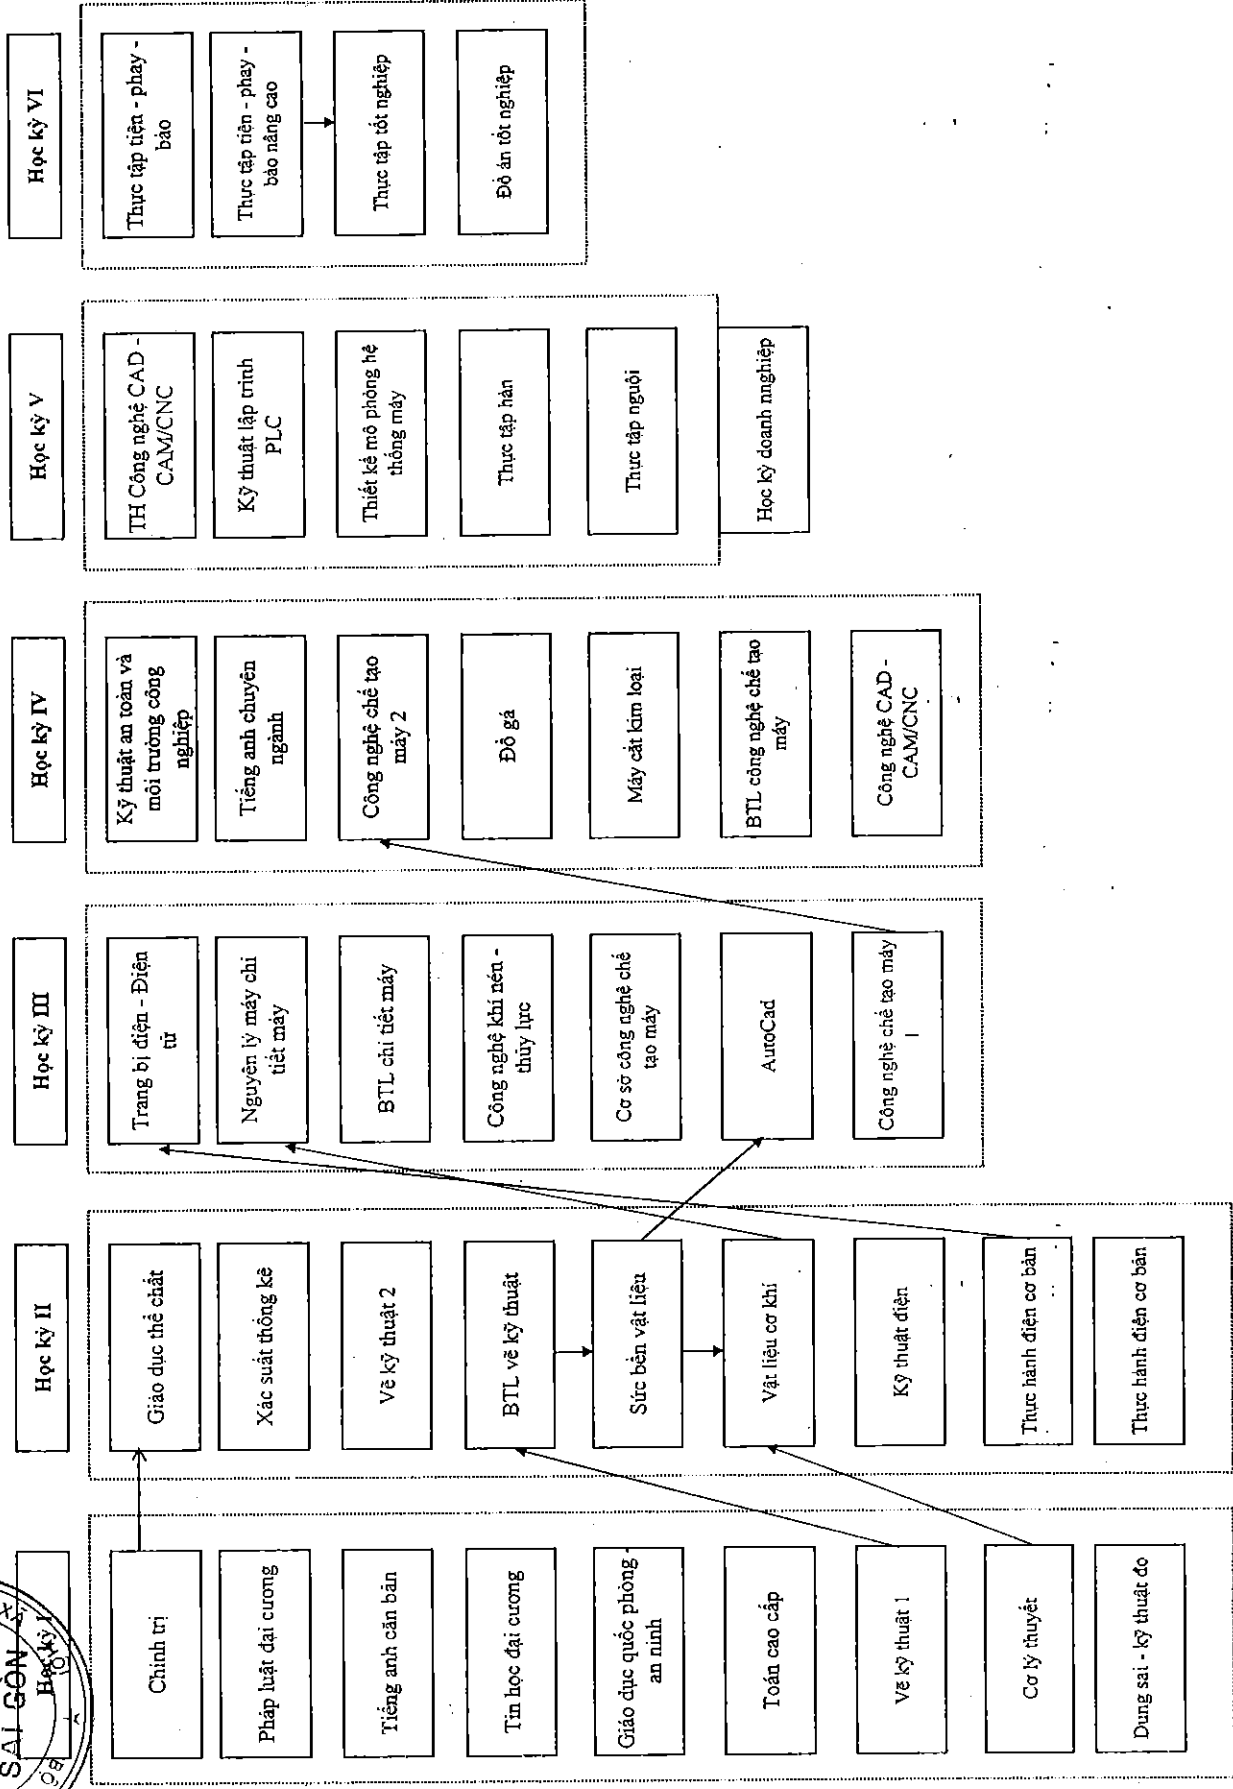 SÀI GÒN
XÃ
BỘ
Học kỳ I
Chính trị
Pháp luật đại cương
Tiếng anh căn bản
Tin học đại cương
Giáo dục quốc phòng -
an ninh
Toán cao cấp
Vẽ kỹ thuật 1
Cơ lý thuyết
Dung sai - kỹ thuật đo
Học kỳ II
Giáo dục thể chất
Xác suất thống kê
Vẽ kỹ thuật 2
BTL vẽ kỹ thuật
Sức bền vật liệu
Vật liệu cơ khí
Kỹ thuật điện
Thực hành điện cơ bản
Thực hành điện cơ bản
Học kỳ III
Trang bị điện - Điện
tử
Nguyên lý máy chi
tiết máy
BTL chi tiết máy
Công nghệ khí nén -
thủy lực
Cơ sở công nghệ chế
tạo máy
AutoCad
Công nghệ chế tạo máy
1
Học kỳ IV
Kỹ thuật an toàn và
môi trường công
nghiệp
Tiếng anh chuyên
ngành
Công nghệ chế tạo
máy 2
Đồ gá
Máy cắt kim loại
BTL công nghệ chế tạo
máy
Công nghệ CAD -
CAM/CNC
Học kỳ V
TH Công nghệ CAD -
CAM/CNC
Kỹ thuật lập trình
PLC
Thiết kế mô phỏng hệ
thống máy
Thực tập hàn
Thực tập nguội
Học kỳ doanh nnghiệp
Học kỳ VI
Thực tập tiện - phay -
bào
Thực tập tiện - phay -
bào nâng cao
Thực tập tốt nghiệp
Đồ án tốt nghiệp